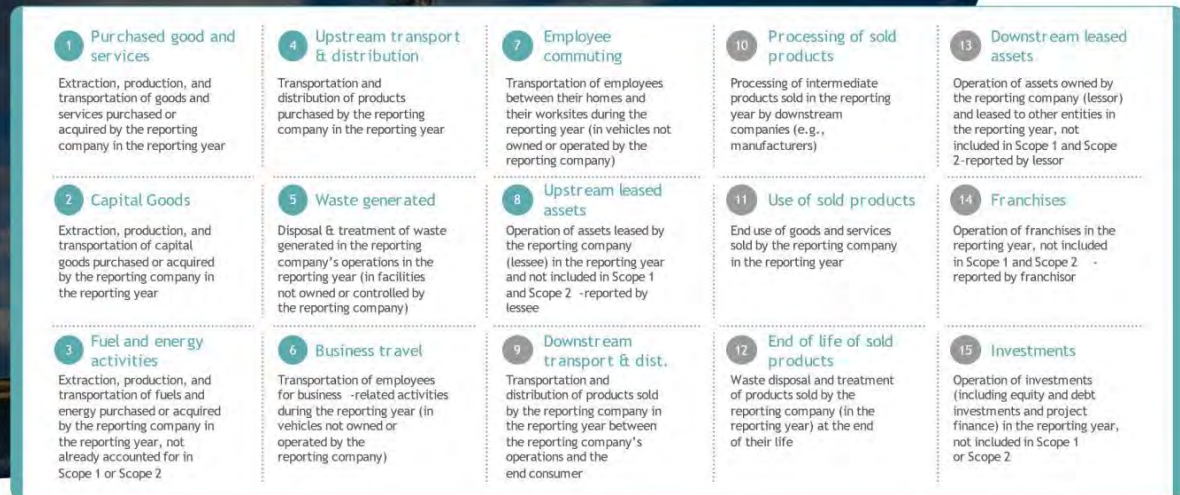 1 Purchased good and
services
Extraction, production, and
transportation of goods and
services purchased or
acquired by the reporting
company in the reporting year
2 Capital Goods
Extraction, production, and
transportation of capital
goods purchased or acquired
by the reporting company in
the reporting year
3 Fuel and energy
activities
Extraction, production, and
transportation of fuels and
energy purchased or acquired
by the reporting company in
the reporting year, not
already accounted for in
Scope 1 or Scope 2
4 Upstream transport
& distribution
Transportation and
distribution of products
purchased by the reporting
company in the reporting year
5 Waste generated
Disposal & treatment of waste
generated in the reporting
company's operations in the
reporting year (in facilities
not owned or controlled by
the reporting company)
6 Business travel
Transportation of employees
for business -related activities
during the reporting year (in
vehicles not owned or
operated by the
reporting company)
7 Employee
commuting
Transportation of employees
between their homes and
their worksites during the
reporting year (in vehicles not
owned or operated by the
reporting company)
8 Upstream leased
assets
Operation of assets leased by
the reporting company
(lessee) in the reporting year
and not included in Scope 1
and Scope 2 -reported by
lessee
9 Downstream
transport & dist.
Transportation and
distribution of products sold
by the reporting company in
the reporting year between
the reporting company's
operations and the
end consumer
10 Processing of sold
products
Processing of intermediate
products sold in the reporting
year by downstream
companies (e.g.,
manufacturers)
11 Use of sold products
End use of goods and services
sold by the reporting company
in the reporting year
12 End of life of sold
products
Waste disposal and treatment
of products sold by the
reporting company (in the
reporting year) at the end
of their life
13 Downstream leased
assets
Operation of assets owned by
the reporting company (lessor)
and leased to other entities in
the reporting year, not
included in Scope 1 and Scope
2-reported by lessor
14 Franchises
Operation of franchises in the
reporting year, not included
in Scope 1 and Scope 2 -
reported by franchisor
15 Investments
Operation of investments
(including equity and debt
investments and project
finance) in the reporting year,
not included in Scope 1
or Scope 2